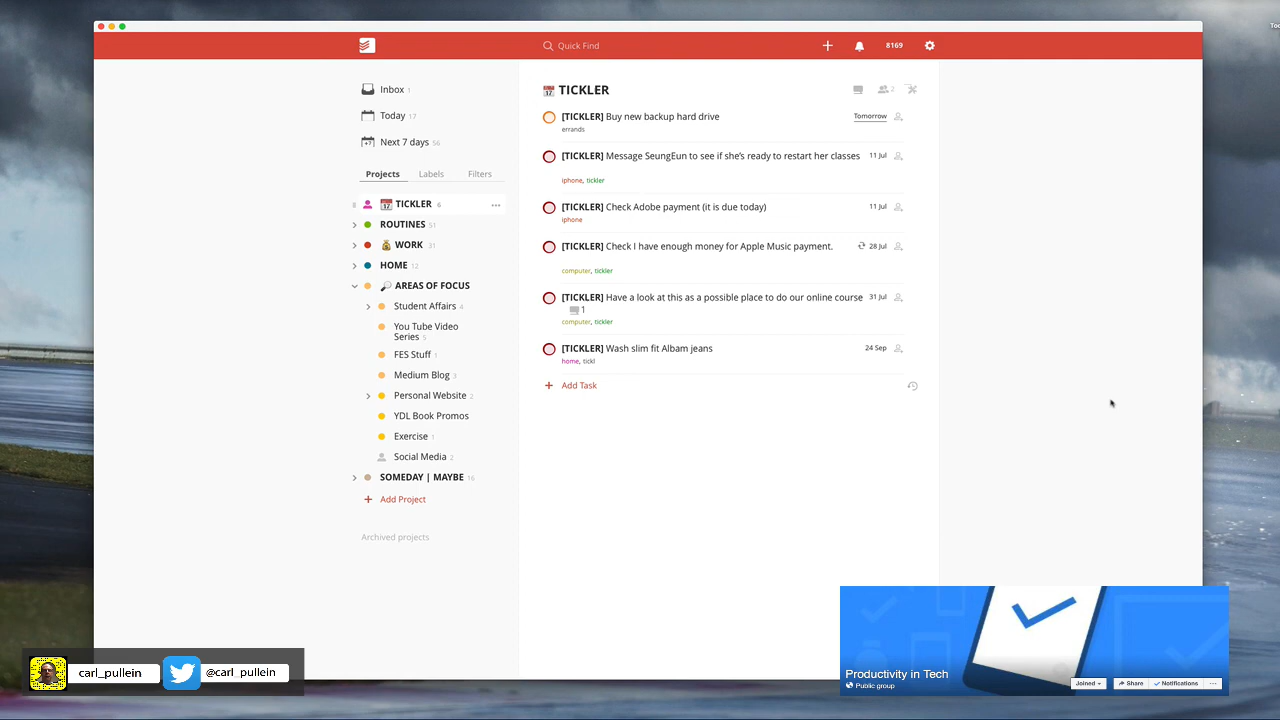 Quick Find
8169
Too
Inbox 1
Today 17
Next 7 days 56
Projects
Labels
Filters
TICKLER 6
ROUTINES 51
WORK 31
HOME 12
AREAS OF FOCUS
Student Affairs 4
You Tube Video
Series 5
FES Stuff 1
Medium Blog 3
Personal Website 2
YDL Book Promos
Exercise 1
Social Media 2
SOMEDAY | MAYBE 16
+ Add Project
Archived projects
TICKLER
2
[TICKLER] Buy new backup hard drive
Tomorrow
errands
[TICKLER] Message SeungEun to see if she's ready to restart her classes
11 Jul
iphone, tickler
[TICKLER] Check Adobe payment (it is due today)
11 Jul
iphone
[TICKLER] Check I have enough money for Apple Music payment.
28 Jul
computer, tickler
[TICKLER] Have a look at this as a possible place to do our online course
31 Jul
1
computer, tickler
[TICKLER] Wash slim fit Albam jeans
24 Sep
home, tickl
+ Add Task
carl_pullein
@carl_pullein
Productivity in Tech
Public group
Joined
Share
Notifications